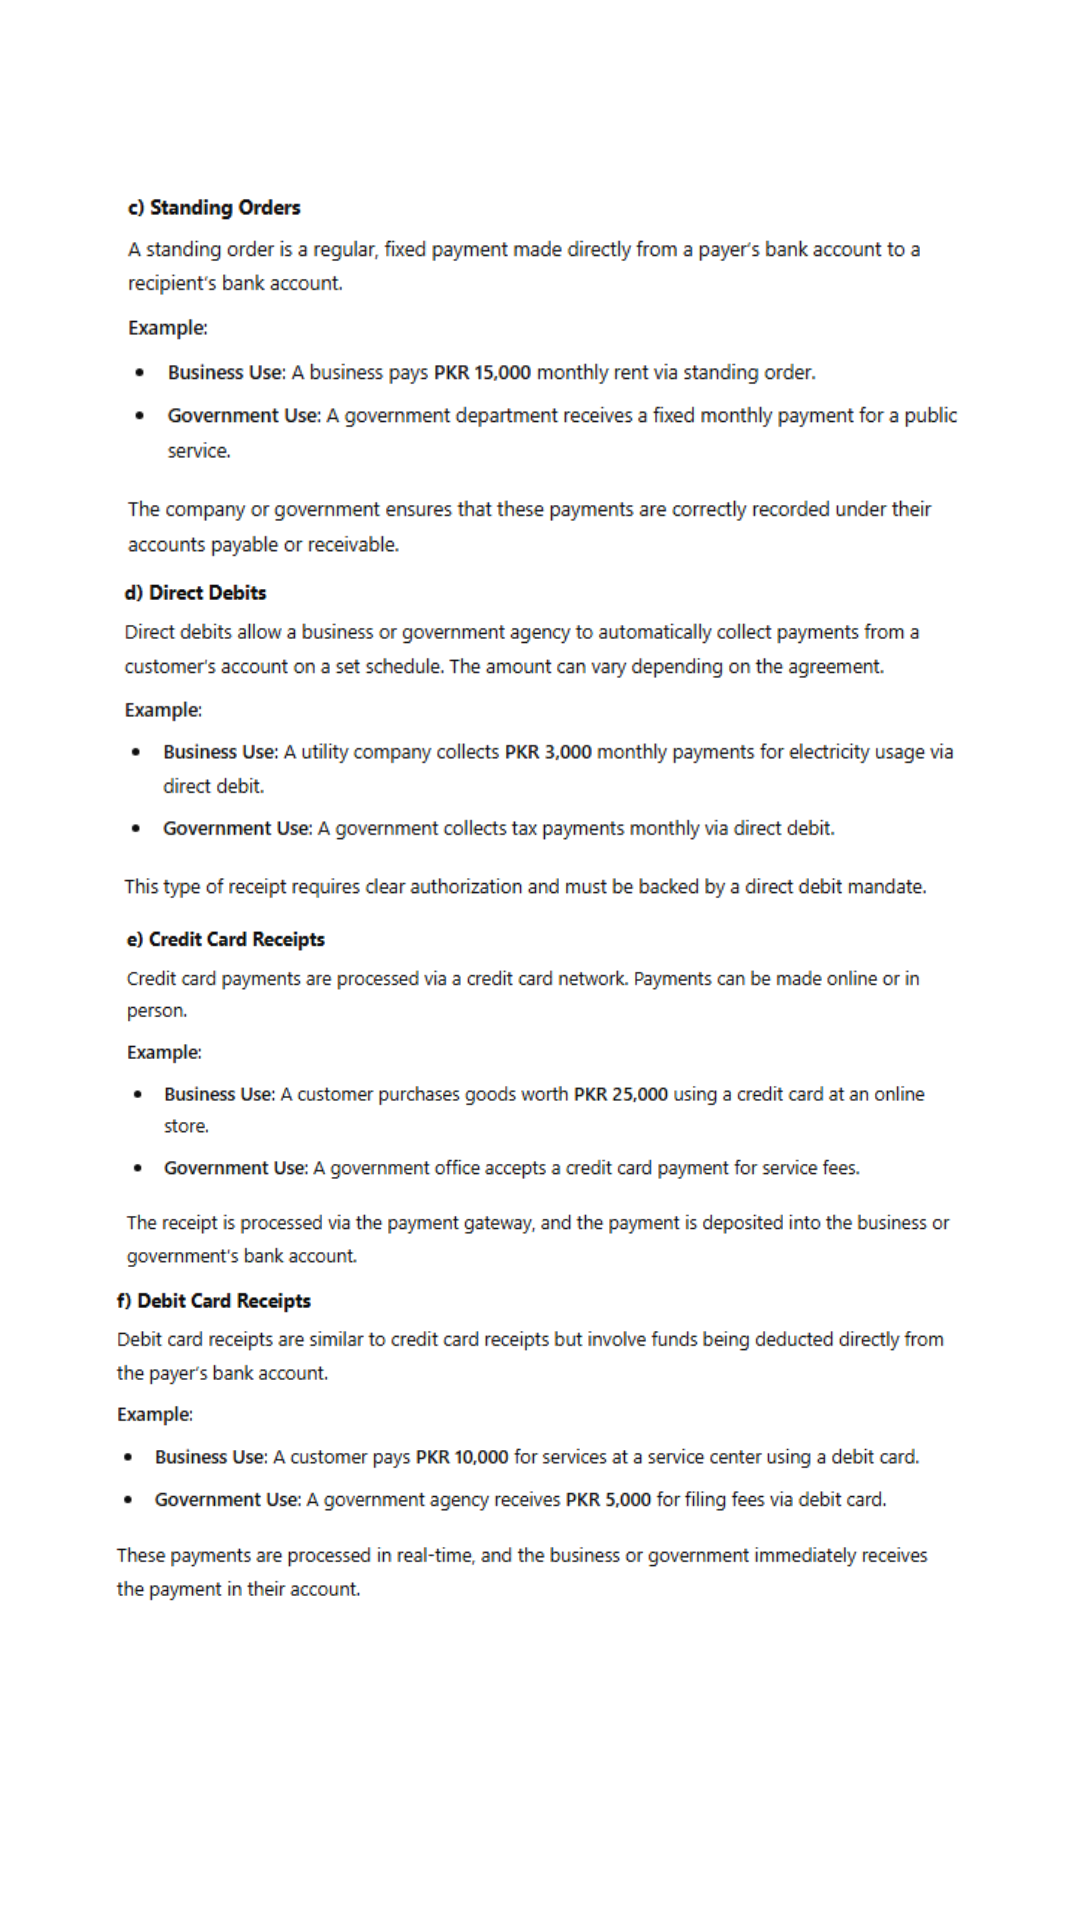 c) Standing Orders
A standing order is a regular, fixed payment made directly from a payer's bank account to a
recipient's bank account.
Example:
• Business Use: A business pays PKR 15,000 monthly rent via standing order.
• Government Use: A government department receives a fixed monthly payment for a public
service.
The company or government ensures that these payments are correctly recorded under their
accounts payable or receivable.
d) Direct Debits
Direct debits allow a business or government agency to automatically collect payments from a
customer's account on a set schedule. The amount can vary depending on the agreement.
Example:
• Business Use: A utility company collects PKR 3,000 monthly payments for electricity usage via
direct debit.
• Government Use: A government collects tax payments monthly via direct debit.
This type of receipt requires clear authorization and must be backed by a direct debit mandate.
e) Credit Card Receipts
Credit card payments are processed via a credit card network. Payments can be made online or in
person.
Example:
• Business Use: A customer purchases goods worth PKR 25,000 using a credit card at an online
store.
• Government Use: A government office accepts a credit card payment for service fees.
The receipt is processed via the payment gateway, and the payment is deposited into the business or
government's bank account.
f) Debit Card Receipts
Debit card receipts are similar to credit card receipts but involve funds being deducted directly from
the payer's bank account.
Example:
• Business Use: A customer pays PKR 10,000 for services at a service center using a debit card.
• Government Use: A government agency receives PKR 5,000 for filing fees via debit card.
These payments are processed in real-time, and the business or government immediately receives
the payment in their account.